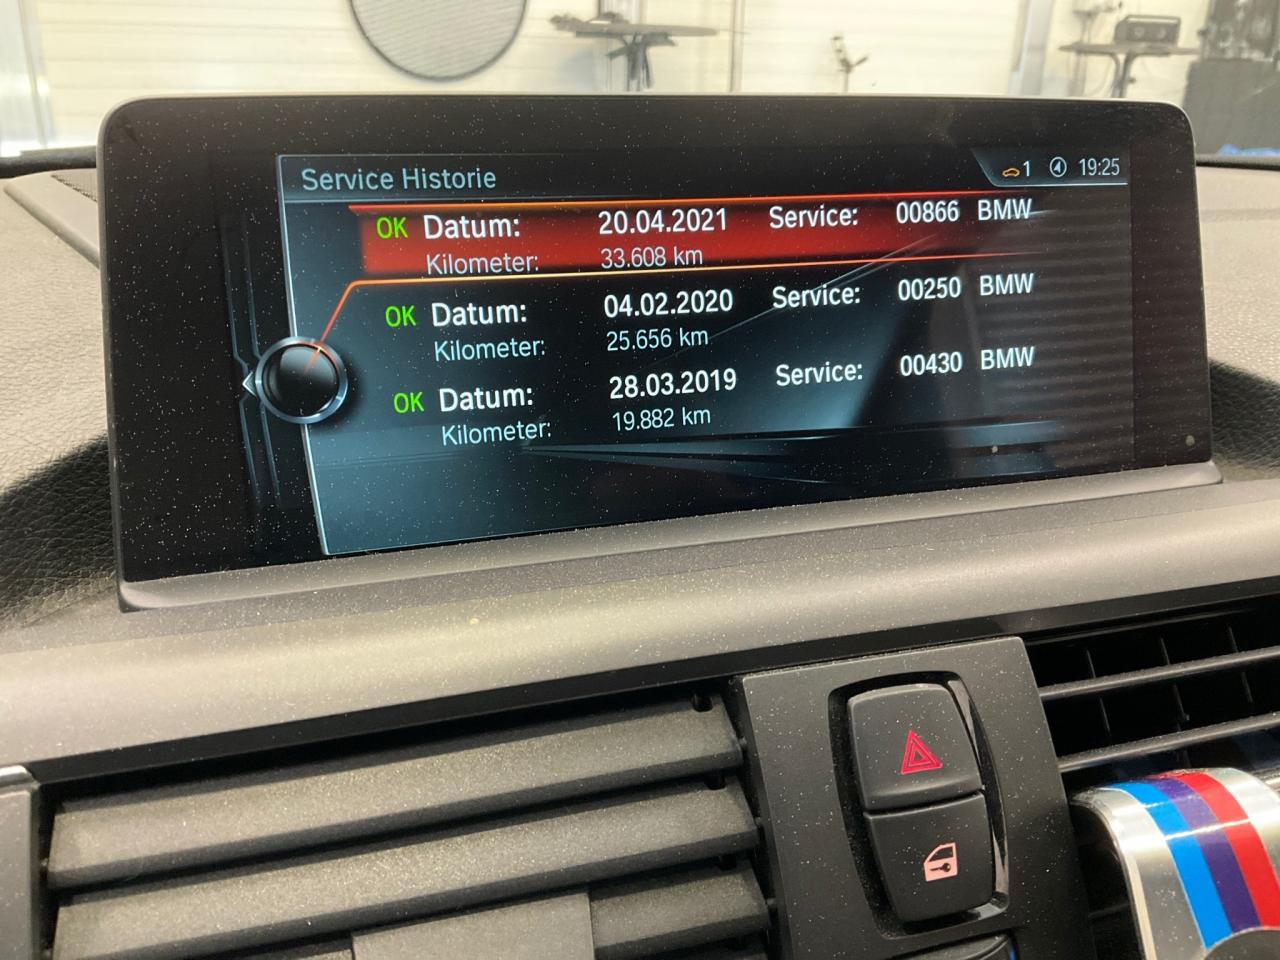 Service Historie
1 19:25
OK Datum: 20.04.2021 Service: 00866 BMW
Kilometer: 33.608 km
OK Datum: 04.02.2020 Service: 00250 BMW
Kilometer: 25.656 km
OK Datum: 28.03.2019 Service: 00430 BMW
Kilometer: 19.882 km